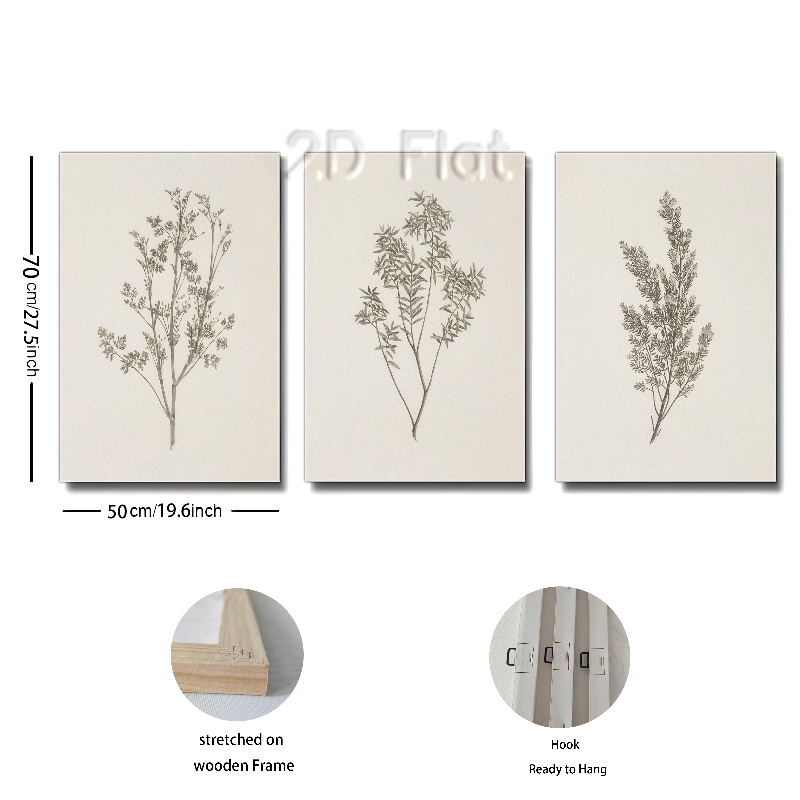 2D Flat
70 cm/27.5inch
50cm/19.6inch
stretched on
wooden Frame
Hook
Ready to Hang